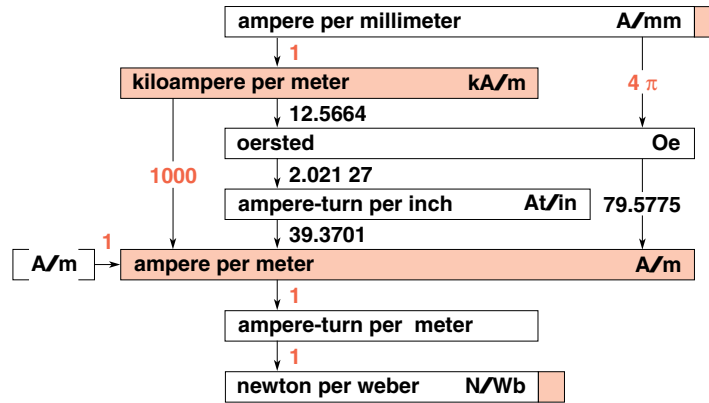 ampere per millimeter A/mm
1
kiloampere per meter kA/m
4 π
12.5664
oersted Oe
1000
2.021 27
ampere-turn per inch At/in
79.5775
39.3701
1
A/m
ampere per meter A/m
1
ampere-turn per meter
1
newton per weber N/Wb